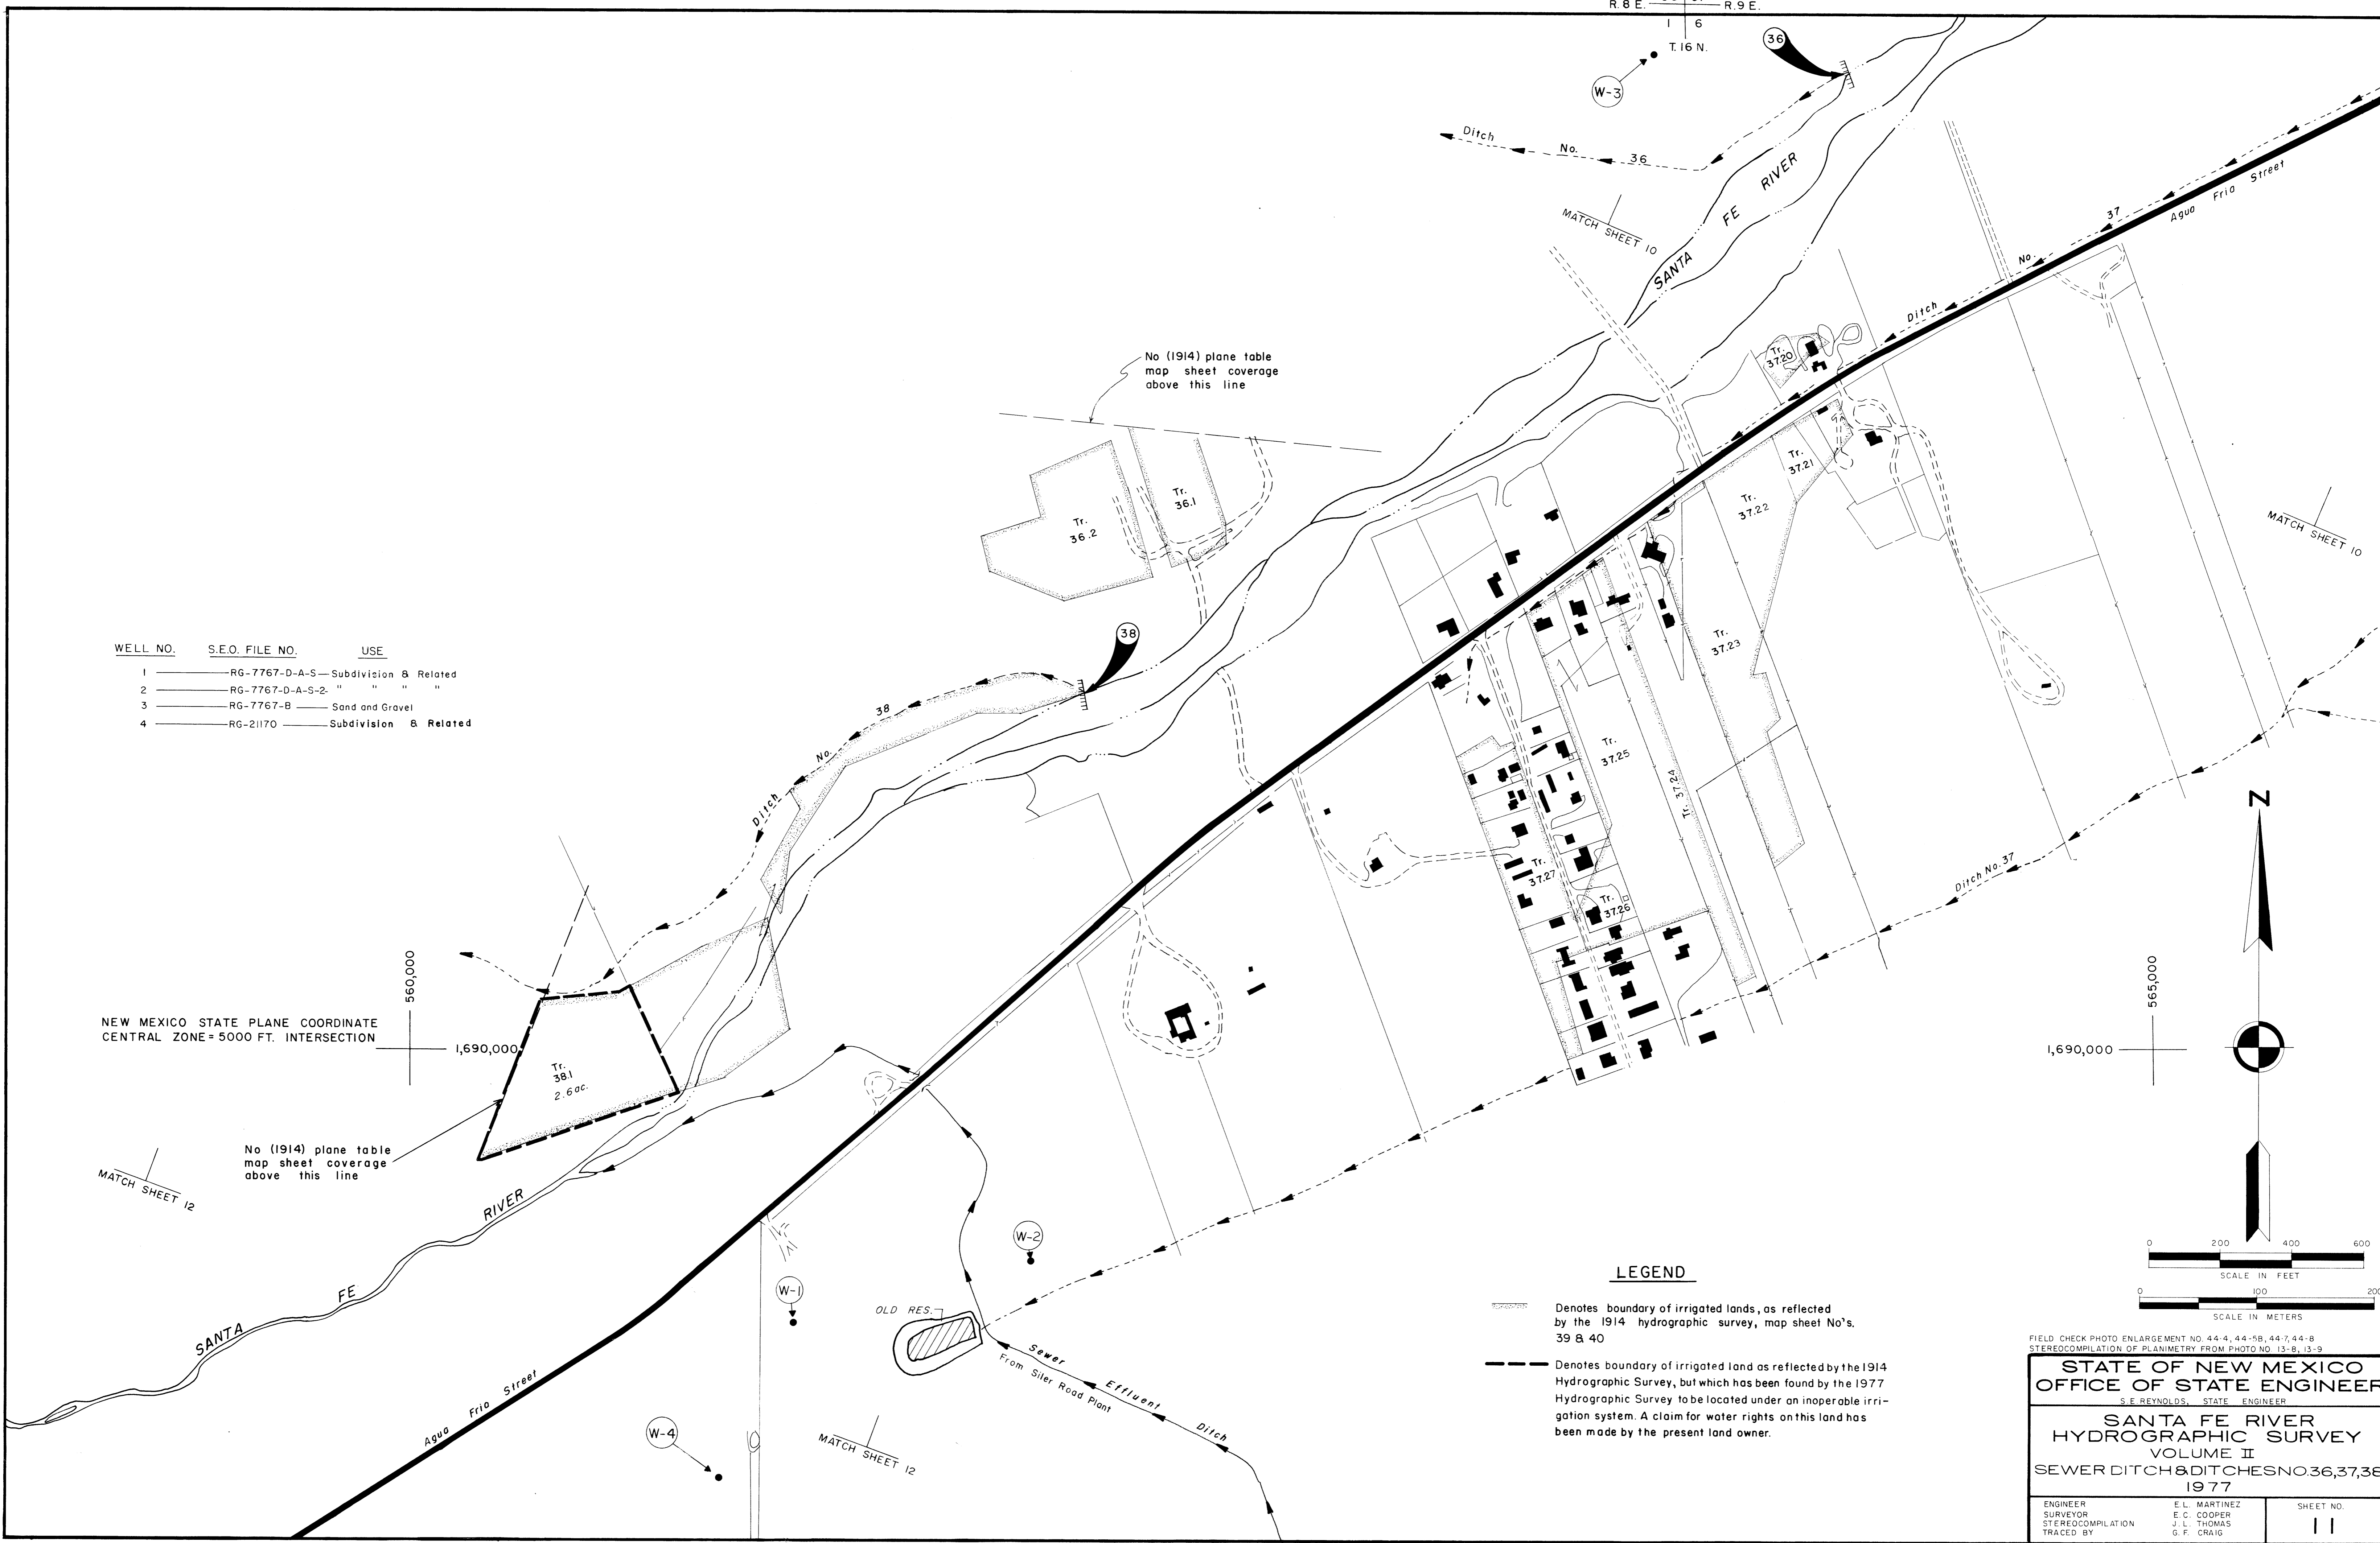 R. 8 E. R. 9 E.
1 6
T. 16 N.
36
W-3
Ditch No. 36
SANTA FE RIVER
MATCH SHEET 10
37
Agua Fria Street
No.
Ditch
No (1914) plane table
map sheet coverage
above this line
Tr.
37.20
Tr.
37.21
Tr.
37.22
Tr.
36.1
Tr.
36.2
MATCH SHEET 10
38
Tr.
37.23
WELL NO. S.E.O. FILE NO. USE
1 RG-7767-D-A-S Subdivision & Related
2 RG-7767-D-A-S-2- " " " "
3 RG-7767-B Sand and Gravel
4 RG-21170 Subdivision & Related
Ditch No. 38
Tr.
37.25
Tr. 37.24
Tr.
37.27
Tr.
37.26
Ditch No. 37
N
560,000
NEW MEXICO STATE PLANE COORDINATE
CENTRAL ZONE = 5000 FT. INTERSECTION
1,690,000
565,000
1,690,000
Tr.
38.1
2.6 ac.
No (1914) plane table
map sheet coverage
above this line
MATCH SHEET 12
SANTA FE RIVER
W-2
W-1
OLD RES.
Sewer Effluent Ditch
From Siler Road Plant
Agua Fria Street
W-4
MATCH SHEET 12
LEGEND
Denotes boundary of irrigated lands, as reflected
by the 1914 hydrographic survey, map sheet No's.
39 & 40
Denotes boundary of irrigated land as reflected by the 1914
Hydrographic Survey, but which has been found by the 1977
Hydrographic Survey to be located under an inoperable irri-
gation system. A claim for water rights on this land has
been made by the present land owner.
0 200 400 600
SCALE IN FEET
0 100 200
SCALE IN METERS
FIELD CHECK PHOTO ENLARGEMENT NO. 44-4, 44-5B, 44-7, 44-8
STEREOCOMPILATION OF PLANIMETRY FROM PHOTO NO. 13-8, 13-9
STATE OF NEW MEXICO
OFFICE OF STATE ENGINEER
S.E. REYNOLDS, STATE ENGINEER
SANTA FE RIVER
HYDROGRAPHIC SURVEY
VOLUME II
SEWER DITCH & DITCHES NO. 36,37,38
1977
ENGINEER E.L. MARTINEZ
SURVEYOR E.C. COOPER
STEREOCOMPILATION J.L. THOMAS
TRACED BY G.F. CRAIG
SHEET NO.
11